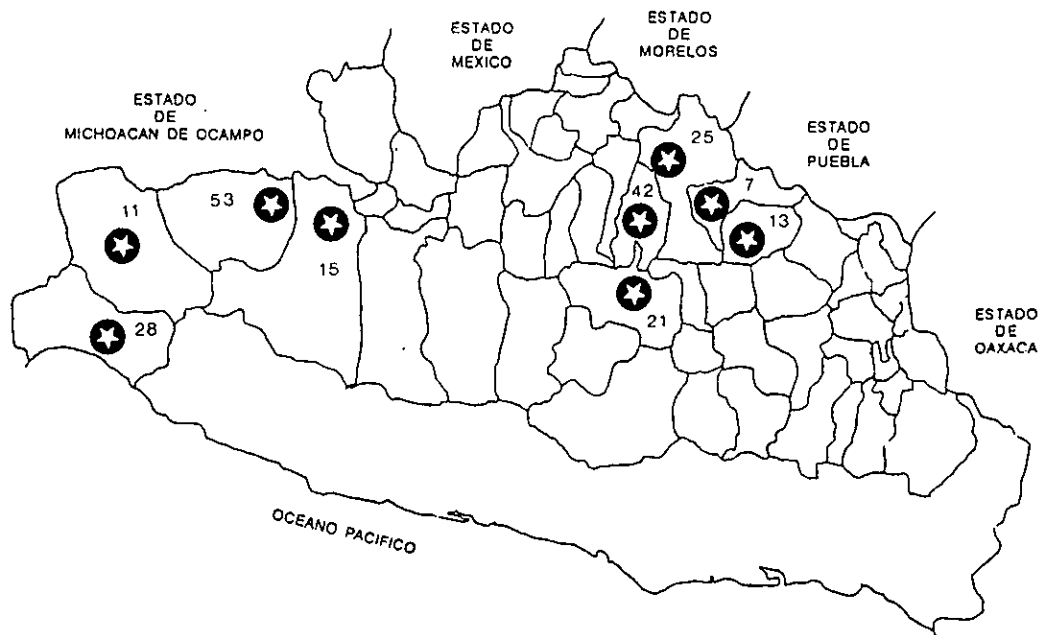 ESTADO
DE
MEXICO
ESTADO
DE
MORELOS
ESTADO
DE
MICHOACAN DE OCAMPO
ESTADO
DE
PUEBLA
25
7
42
13
53
11
15
21
28
ESTADO
DE
OAXACA
OCEANO PACIFICO